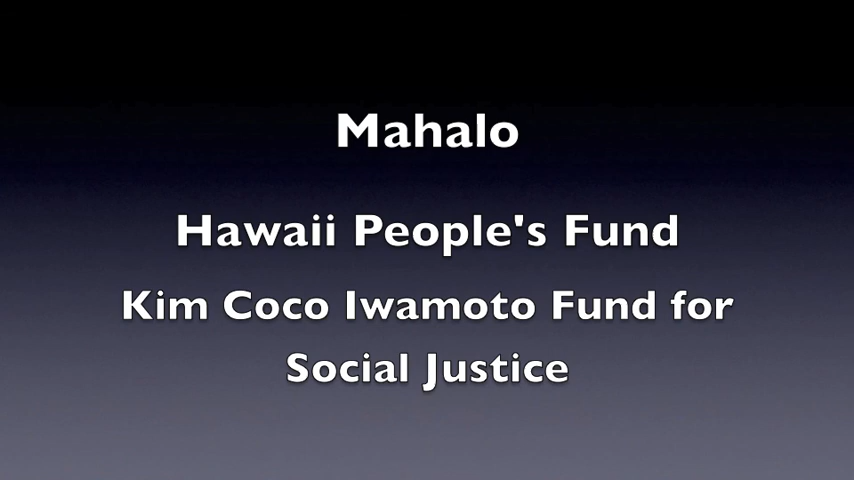 Mahalo
Hawaii People's Fund
Kim Coco Iwamoto Fund for
Social Justice